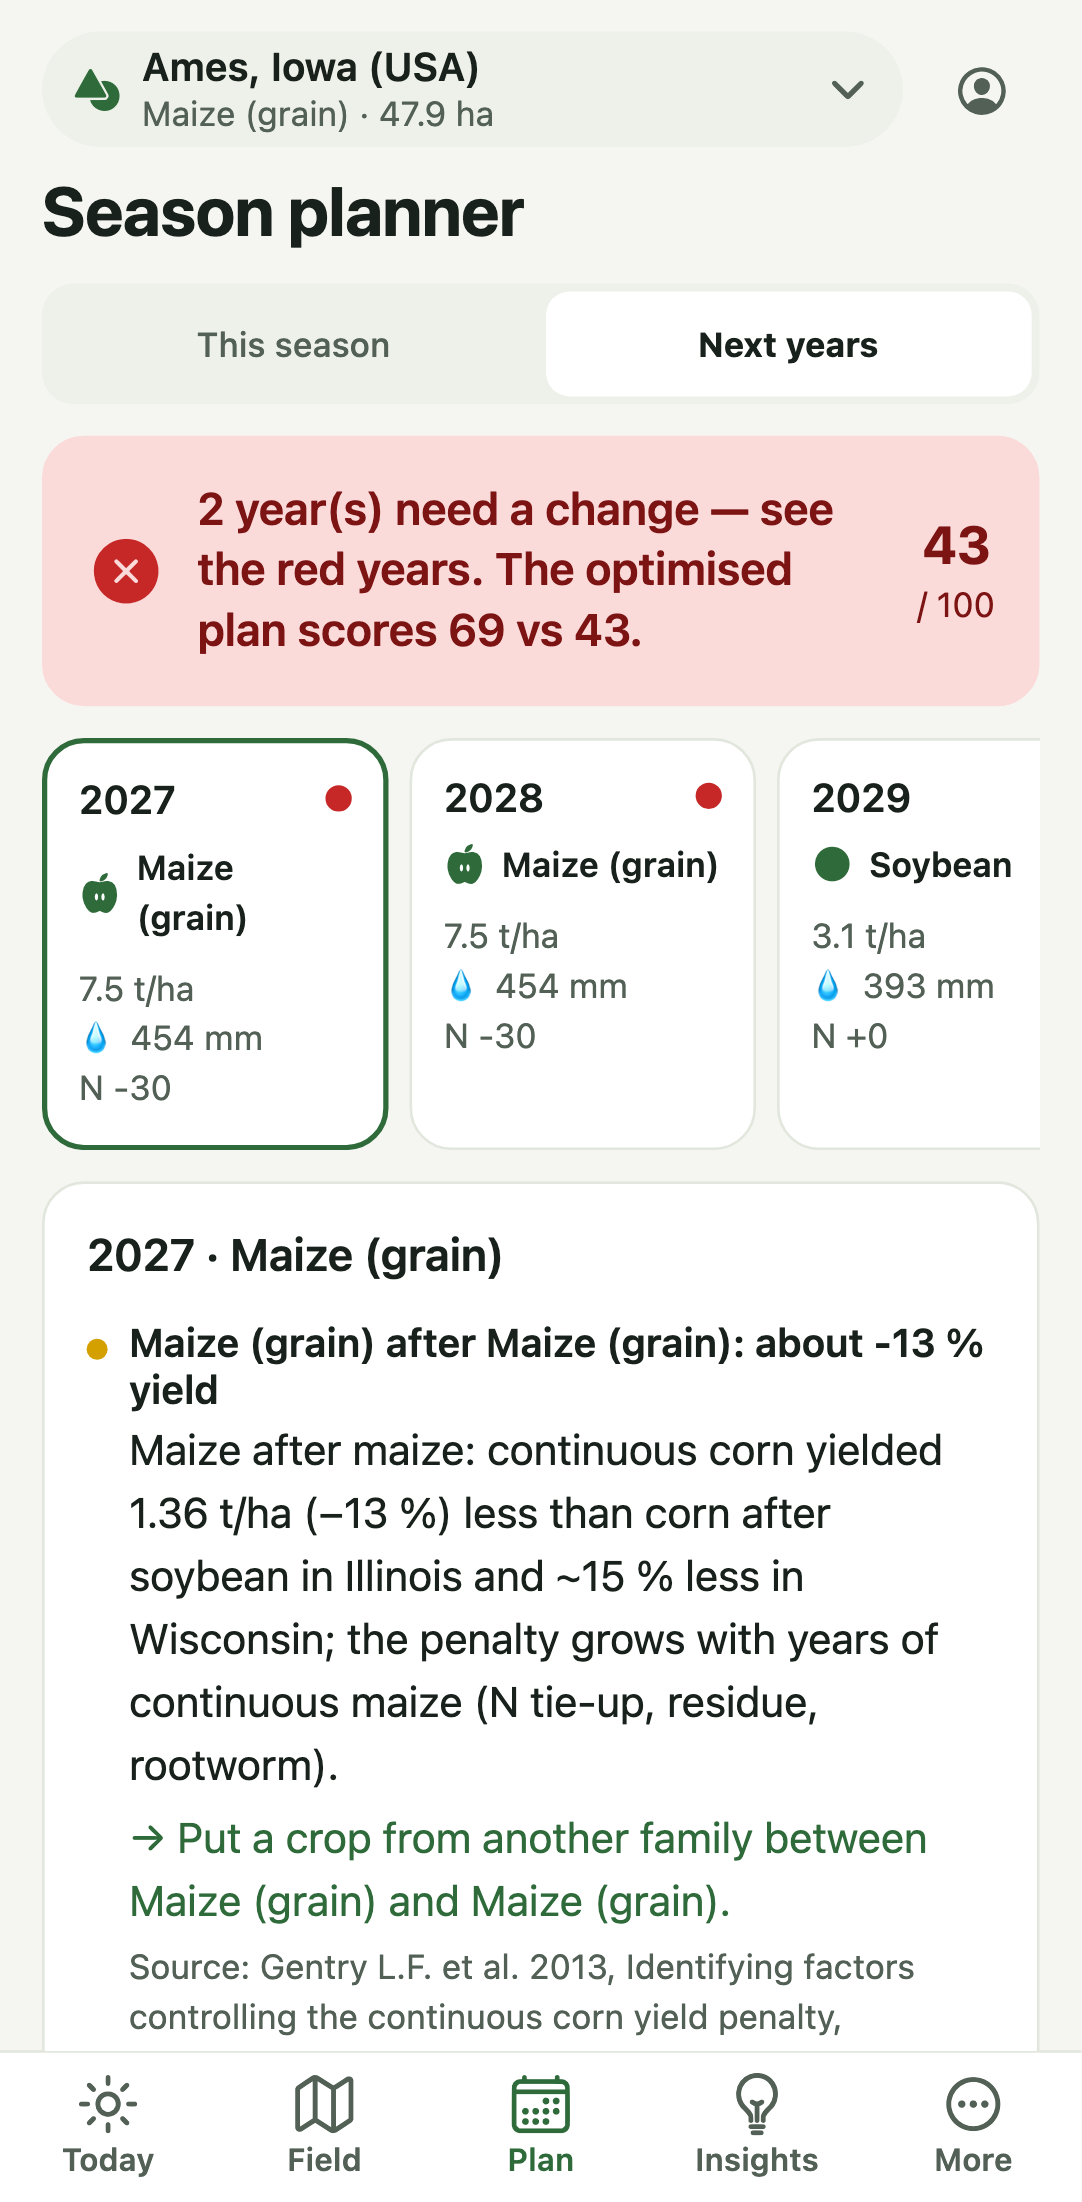 Ames, Iowa (USA)
Maize (grain) · 47.9 ha
Season planner
This season
Next years
2 year(s) need a change — see
the red years. The optimised
plan scores 69 vs 43.
43
/ 100
2027
Maize
(grain)
7.5 t/ha
454 mm
N -30
2028
Maize (grain)
7.5 t/ha
454 mm
N -30
2029
Soybean
3.1 t/ha
393 mm
N +0
2027 · Maize (grain)
Maize (grain) after Maize (grain): about -13 %
yield
Maize after maize: continuous corn yielded
1.36 t/ha (−13 %) less than corn after
soybean in Illinois and ~15 % less in
Wisconsin; the penalty grows with years of
continuous maize (N tie-up, residue,
rootworm).
→ Put a crop from another family between
Maize (grain) and Maize (grain).
Source: Gentry L.F. et al. 2013, Identifying factors
controlling the continuous corn yield penalty,
Today
Field
Plan
Insights
More